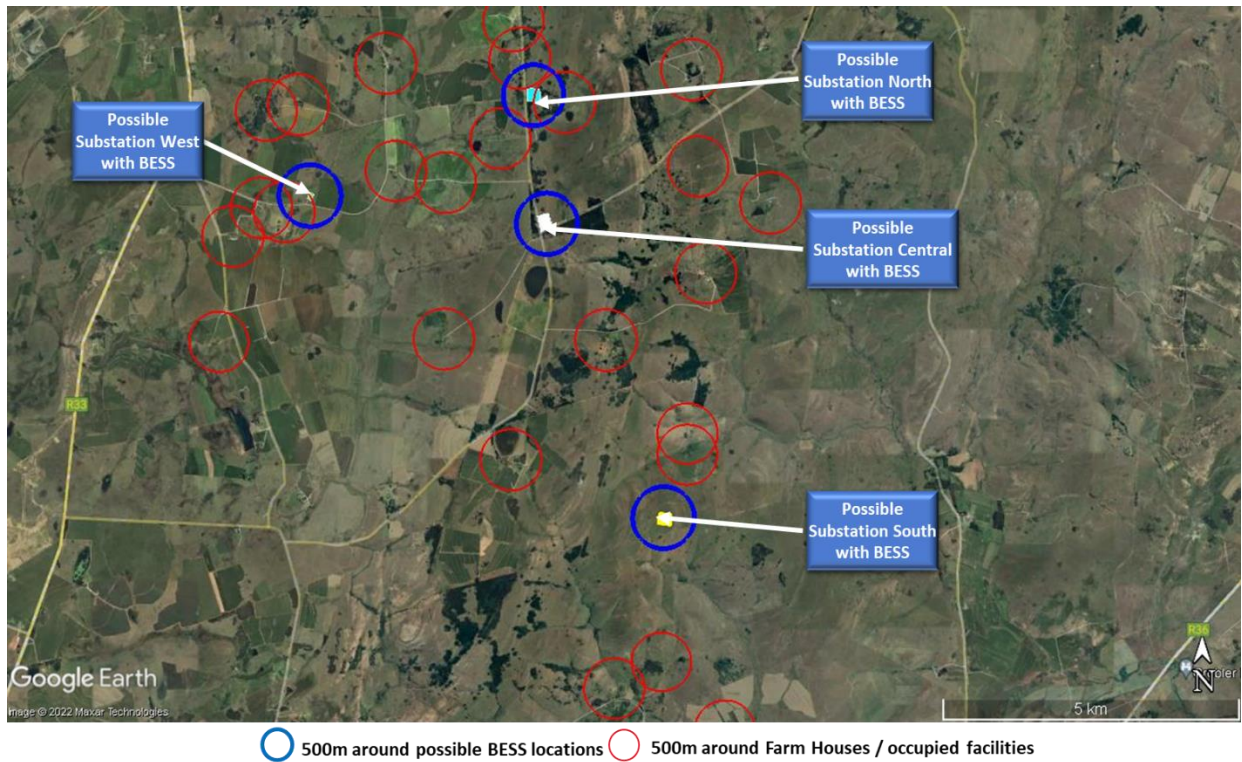 Possible
Substation North
with BESS
Possible
Substation West
with BESS
Possible
Substation Central
with BESS
R33
Possible
Substation South
with BESS
R36
Google Earth
N
Image © 2022 Maxar Technologies
5 km
500m around possible BESS locations
500m around Farm Houses / occupied facilities